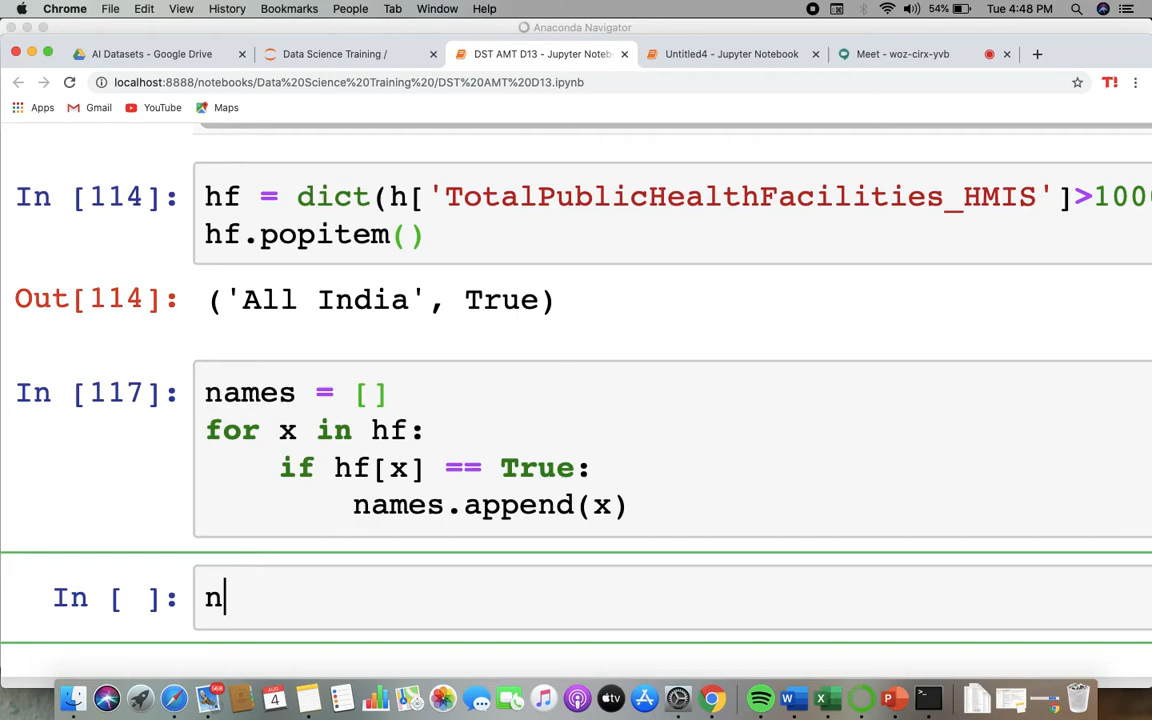 Chrome File Edit View History Bookmarks People Tab Window Help 54% Tue 4:48 PM
Anaconda Navigator
AI Datasets - Google Drive Data Science Training / DST AMT D13 - Jupyter Noteb Untitled4 - Jupyter Notebook Meet - woz-cirx-yvb
localhost:8888/notebooks/Data%20Science%20Training%20/DST%20AMT%20D13.ipynb T!
Apps Gmail YouTube Maps
In [114]: hf = dict(h['TotalPublicHealthFacilities_HMIS']>1000
hf.popitem()
Out[114]: ('All India', True)
In [117]: names = []
for x in hf:
if hf[x] == True:
names.append(x)
In [ ]: n